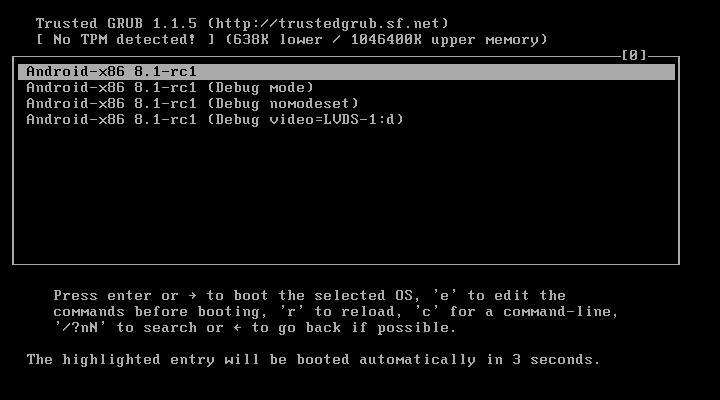 Trusted GRUB 1.1.5 (http://trustedgrub.sf.net)
[ No TPM detected! ] (638K lower / 1046400K upper memory)
[0]
Android-x86 8.1-rc1
Android-x86 8.1-rc1 (Debug mode)
Android-x86 8.1-rc1 (Debug nomodeset)
Android-x86 8.1-rc1 (Debug video=LVDS-1:d)
Press enter or → to boot the selected OS, 'e' to edit the
commands before booting, 'r' to reload, 'c' for a command-line,
'/?nN' to search or ← to go back if possible.
The highlighted entry will be booted automatically in 3 seconds.